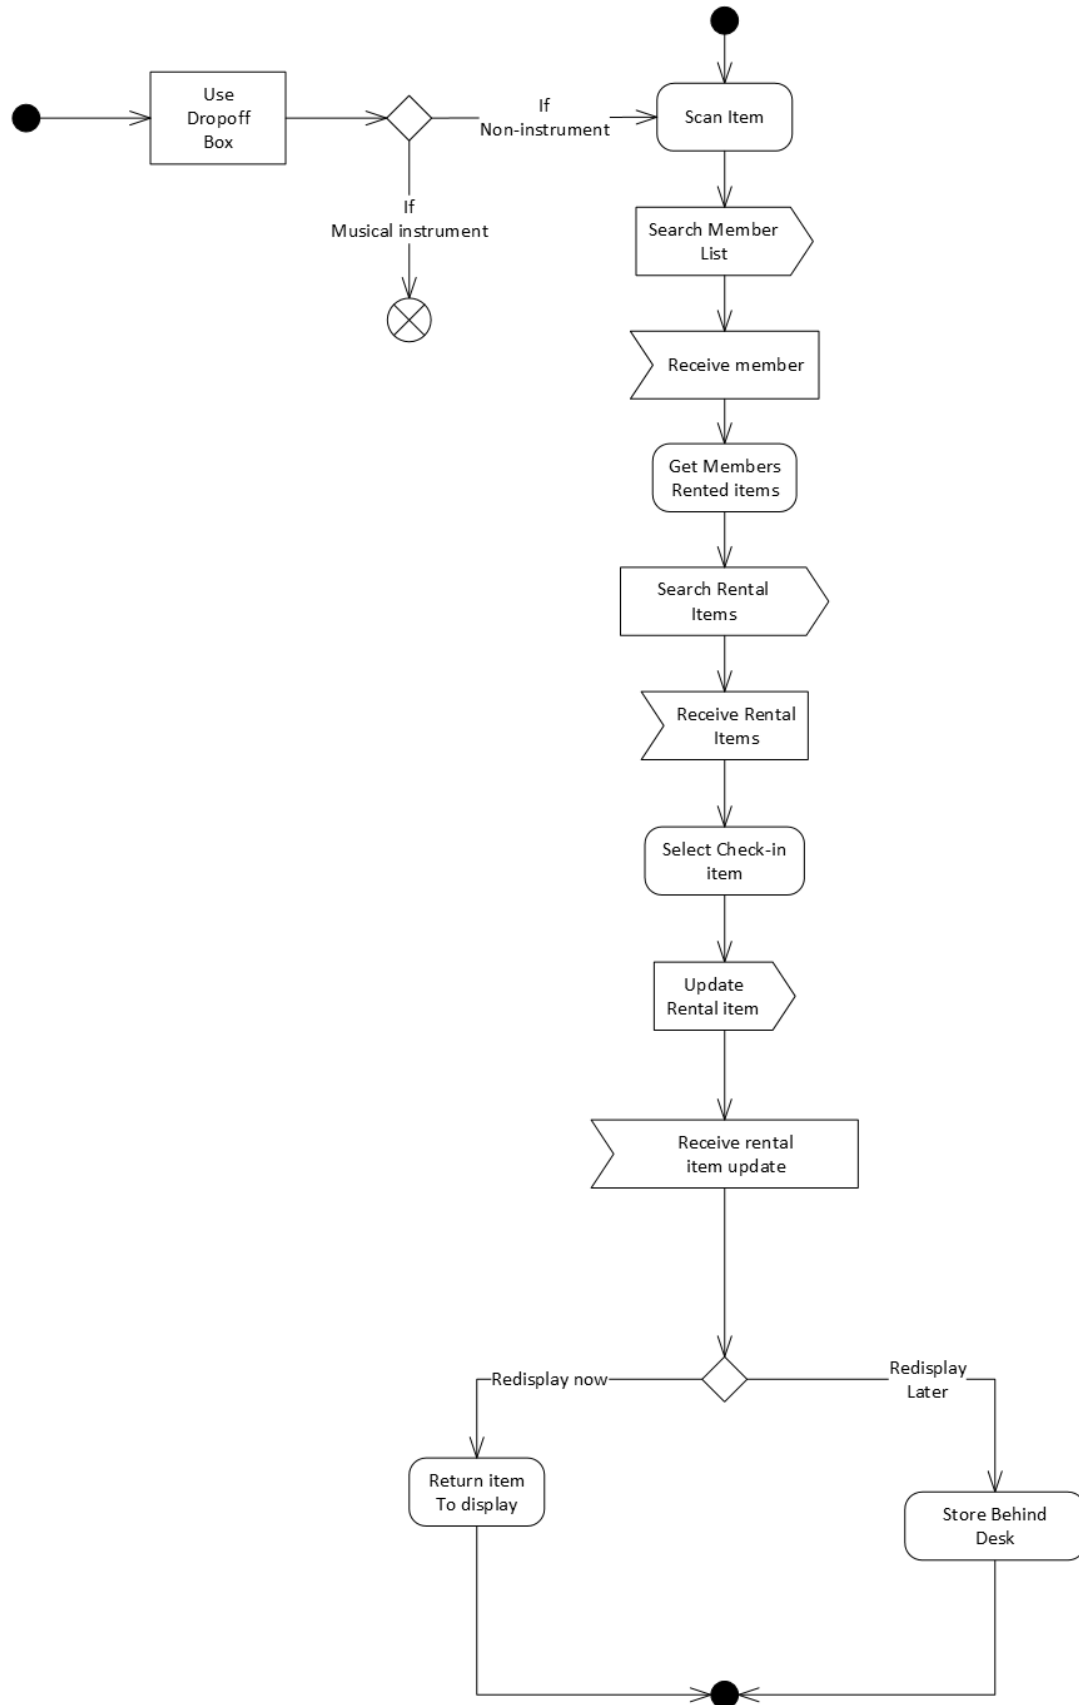 Use
Dropoff
Box
If
Non-instrument
Scan Item
If
Musical instrument
Search Member
List
Receive member
Get Members
Rented items
Search Rental
Items
Receive Rental
Items
Select Check-in
item
Update
Rental item
Receive rental
item update
Redisplay now
Redisplay
Later
Return item
To display
Store Behind
Desk